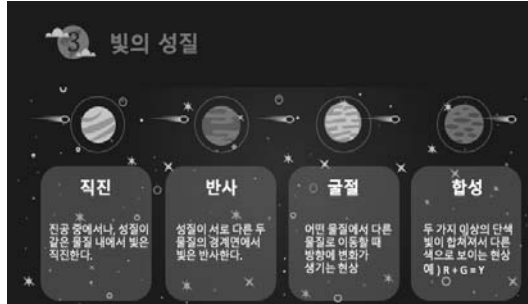 3 빛의 성질
직진
진공 중에서나, 성질이
같은 물질 내에서 빛은
직진한다.
반사
성질이 서로 다른 두
물질의 경계면에서
빛은 반사한다.
굴절
어떤 물질에서 다른
물질로 이동할 때
방향에 변화가
생기는 현상
합성
두 가지 이상의 단색
빛이 합쳐져서 다른
색으로 보이는 현상
예 ) R + G = Y